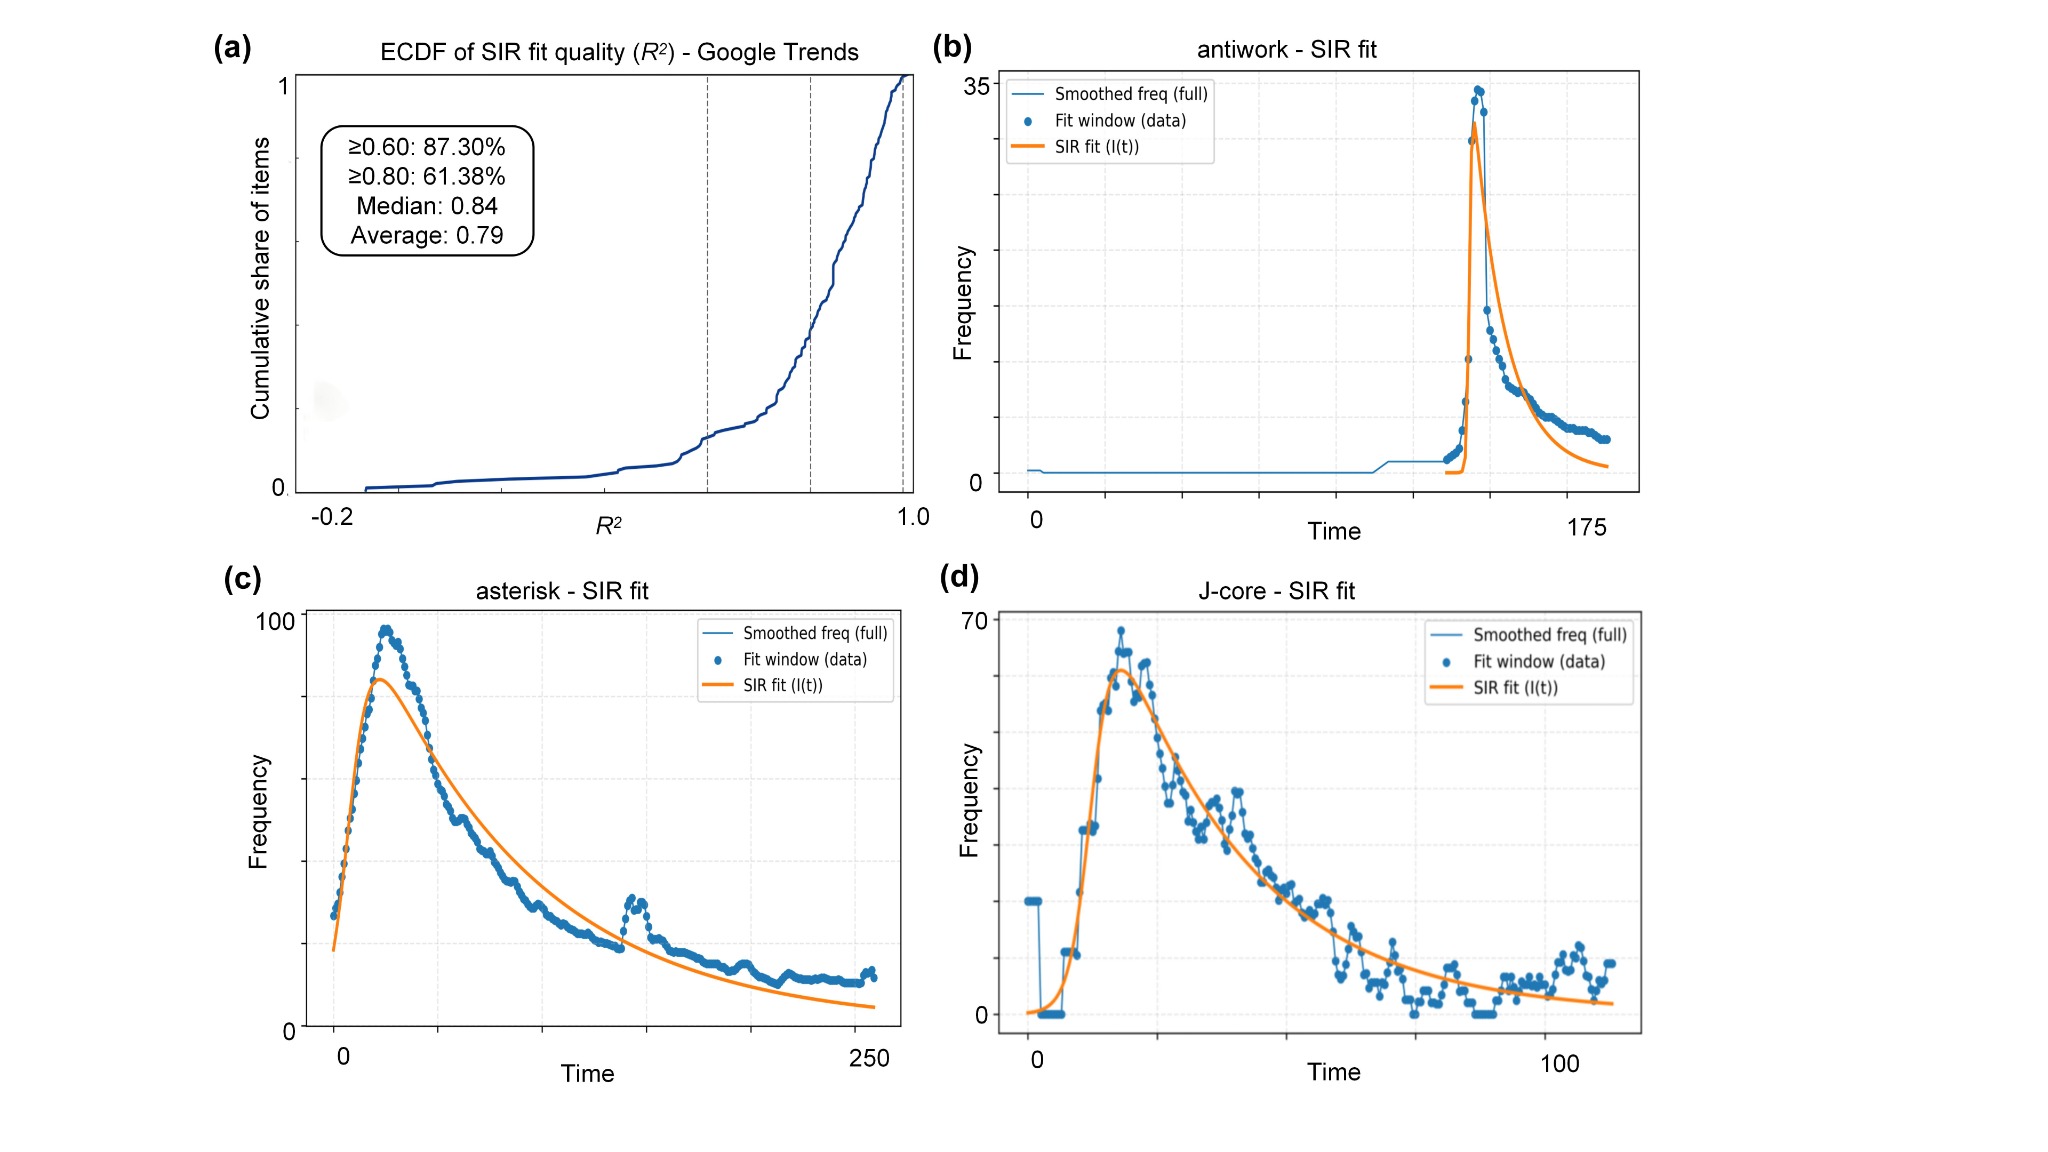 (a)
ECDF of SIR fit quality (R²) - Google Trends
1
≥0.60: 87.30%
≥0.80: 61.38%
Median: 0.84
Average: 0.79
Cumulative share of items
0
-0.2
R²
1.0
(b)
antiwork - SIR fit
35
Smoothed freq (full)
Fit window (data)
SIR fit (I(t))
Frequency
0
0
Time
175
(c)
asterisk - SIR fit
100
Smoothed freq (full)
Fit window (data)
SIR fit (I(t))
Frequency
0
0
Time
250
(d)
J-core - SIR fit
70
Smoothed freq (full)
Fit window (data)
SIR fit (I(t))
Frequency
0
0
Time
100